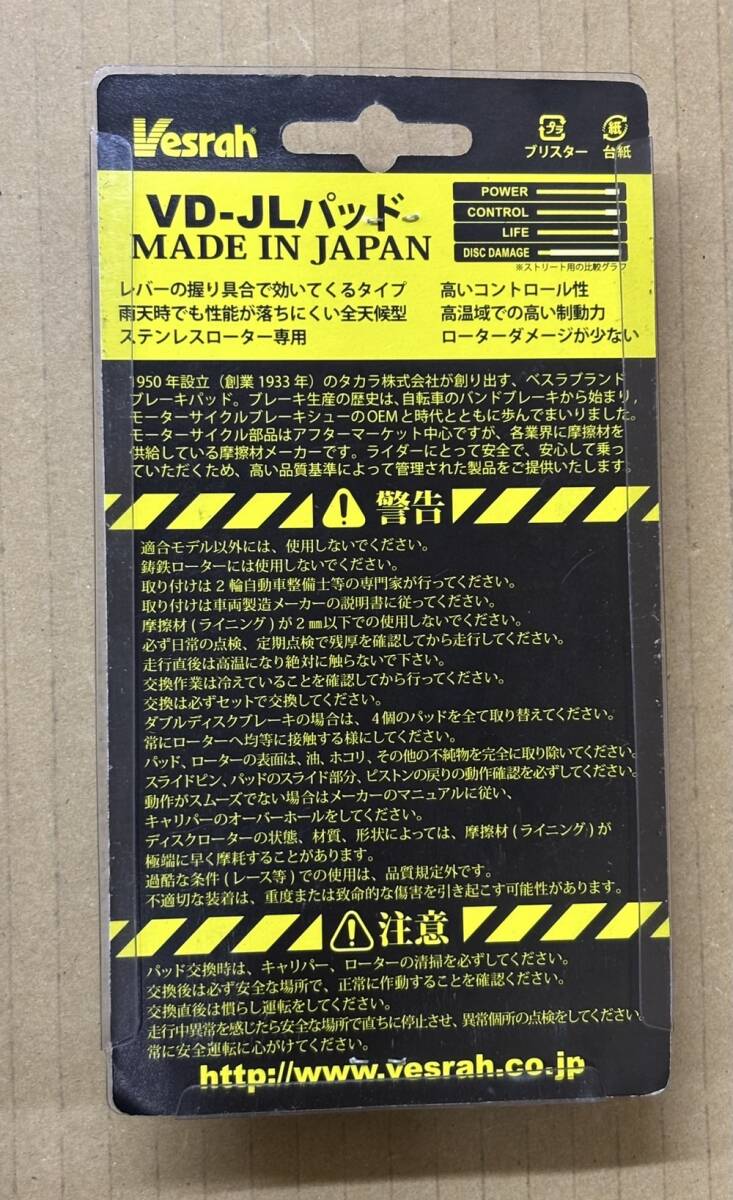 Vesrah
プラ
紙
ブリスター 台紙
VD-JLパッド
MADE IN JAPAN
POWER
CONTROL
LIFE
DISC DAMAGE
※ストリート用の比較グラフ
レバーの握り具合で効いてくるタイプ 高いコントロール性
雨天時でも性能が落ちにくい全天候型 高温域での高い制動力
ステンレスローター専用 ローターダメージが少ない
1950年設立（創業1933年）のタカラ株式会社が創り出す、ベスラブランド
ブレーキパッド。ブレーキ生産の歴史は、自転車のバンドブレーキから始まり、
モーターサイクルブレーキシューのOEMと時代とともに歩んでまいりました。
モーターサイクル部品はアフターマーケット中心ですが、各業界に摩擦材を
供給している摩擦材メーカーです。ライダーにとって安全で、安心して乗っ
ていただくため、高い品質基準によって管理された製品をご提供いたします。
警告
適合モデル以外には、使用しないでください。
鋳鉄ローターには使用しないでください。
取り付けは2輪自動車整備士等の専門家が行ってください。
取り付けは車両製造メーカーの説明書に従ってください。
摩擦材(ライニング)が2㎜以下での使用しないでください。
必ず日常の点検、定期点検で残厚を確認してから走行してください。
走行直後は高温になり絶対に触らないで下さい。
交換作業は冷えていることを確認してから行ってください。
交換は必ずセットで交換してください。
ダブルディスクブレーキの場合は、4個のパッドを全て取り替えてください。
常にローターへ均等に接触する様にしてください。
パッド、ローターの表面は、油、ホコリ、その他の不純物を完全に取り除いてください。
スライドピン、パッドのスライド部分、ピストンの戻りの動作確認を必ずしてください。
動作がスムーズでない場合はメーカーのマニュアルに従い、
キャリパーのオーバーホールをしてください。
ディスクローターの状態、材質、形状によっては、摩擦材(ライニング)が
極端に早く摩耗することがあります。
過酷な条件(レース等)での使用は、品質規定外です。
不適切な装着は、重度または致命的な傷害を引き起こす可能性があります。
注意
パッド交換時は、キャリパー、ローターの清掃を必ずしてください。
交換後は必ず安全な場所で、正常に作動することを確認ください。
交換直後は慣らし運転をしてください。
走行中異常を感じたら安全な場所で直ちに停止させ、異常個所の点検をしてください。
常に安全運転に心がけてください。
http://www.vesrah.co.jp